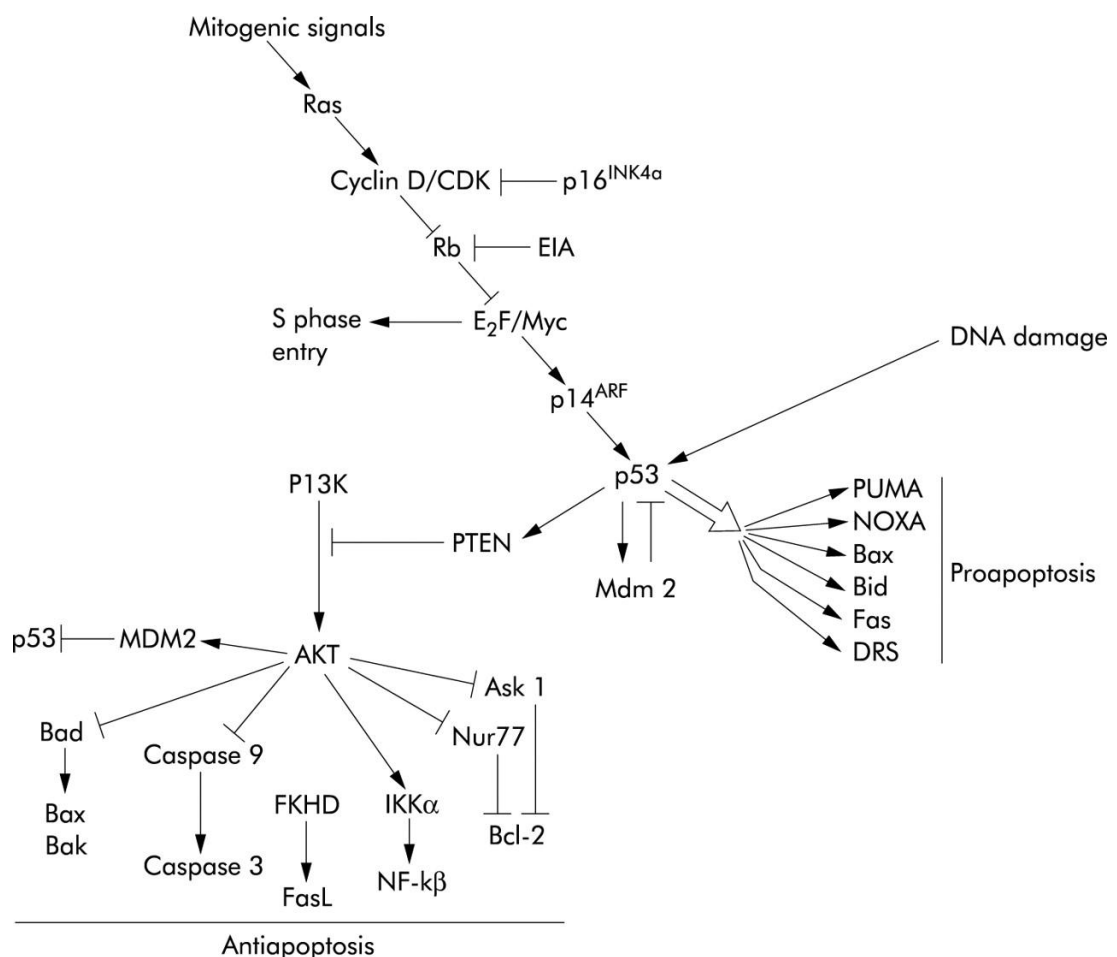 Mitogenic signals
Ras
Cyclin D/CDK
p16INK4a
Rb
EIA
S phase
entry
E2F/Myc
DNA damage
p14ARF
p53
P13K
PTEN
Mdm 2
PUMA
NOXA
Bax
Bid
Fas
DRS
Proapoptosis
p53
MDM2
AKT
Ask 1
Bad
Nur77
Caspase 9
Bax
Bak
FKHD
IKKα
Bcl-2
Caspase 3
FasL
NF-kβ
Antiapoptosis